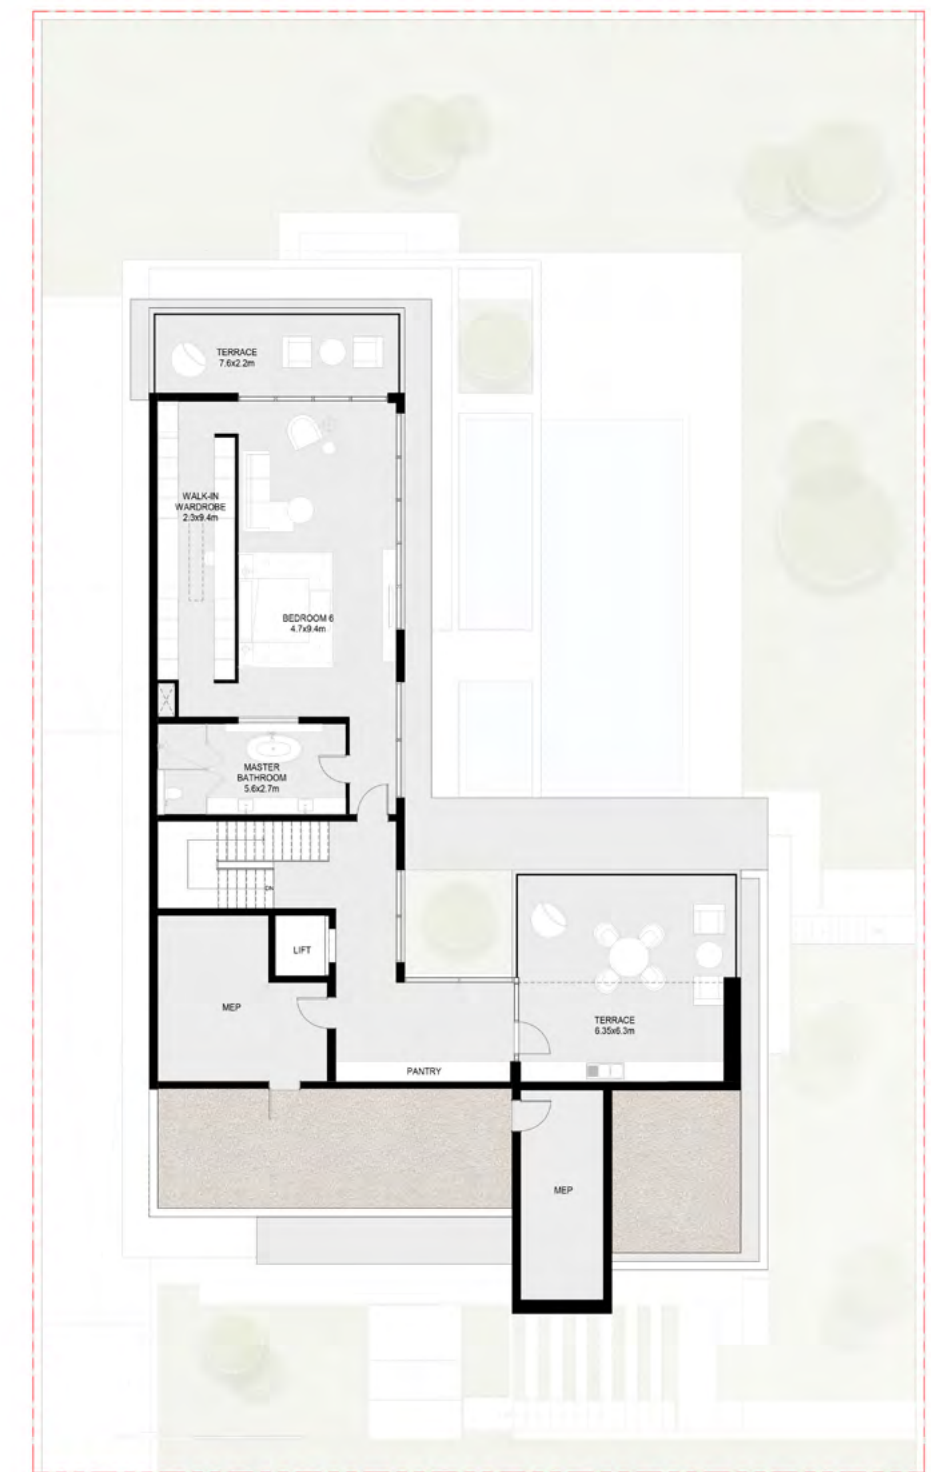 TERRACE
7.6x2.2m
WALK-IN
WARDROBE
2.3x9.4m
BEDROOM 6
4.7x9.4m
MASTER
BATHROOM
5.6x2.7m
DN
LIFT
MEP
TERRACE
6.35x6.3m
PANTRY
MEP